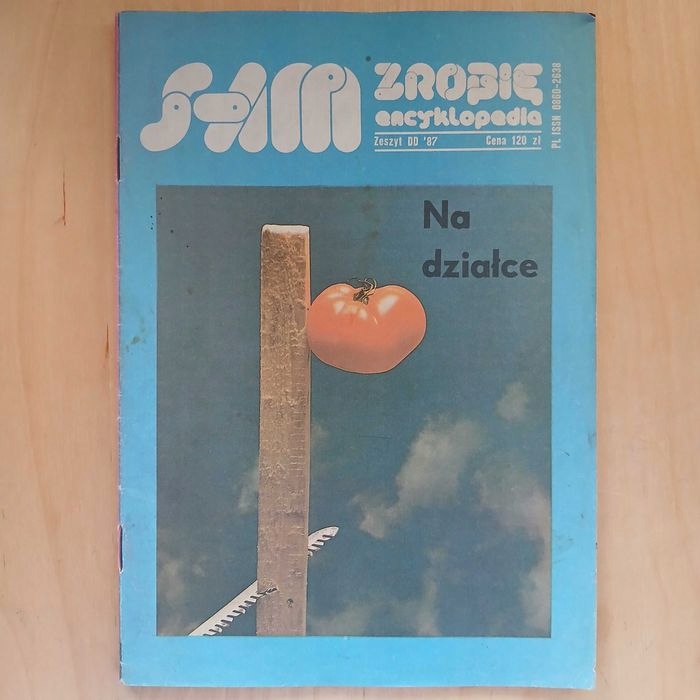 SAM
ZROBIĘ
encyklopedia
Zeszyt DD '87 Cena 120 zł
PL ISSN 0860-2638
Na
działce